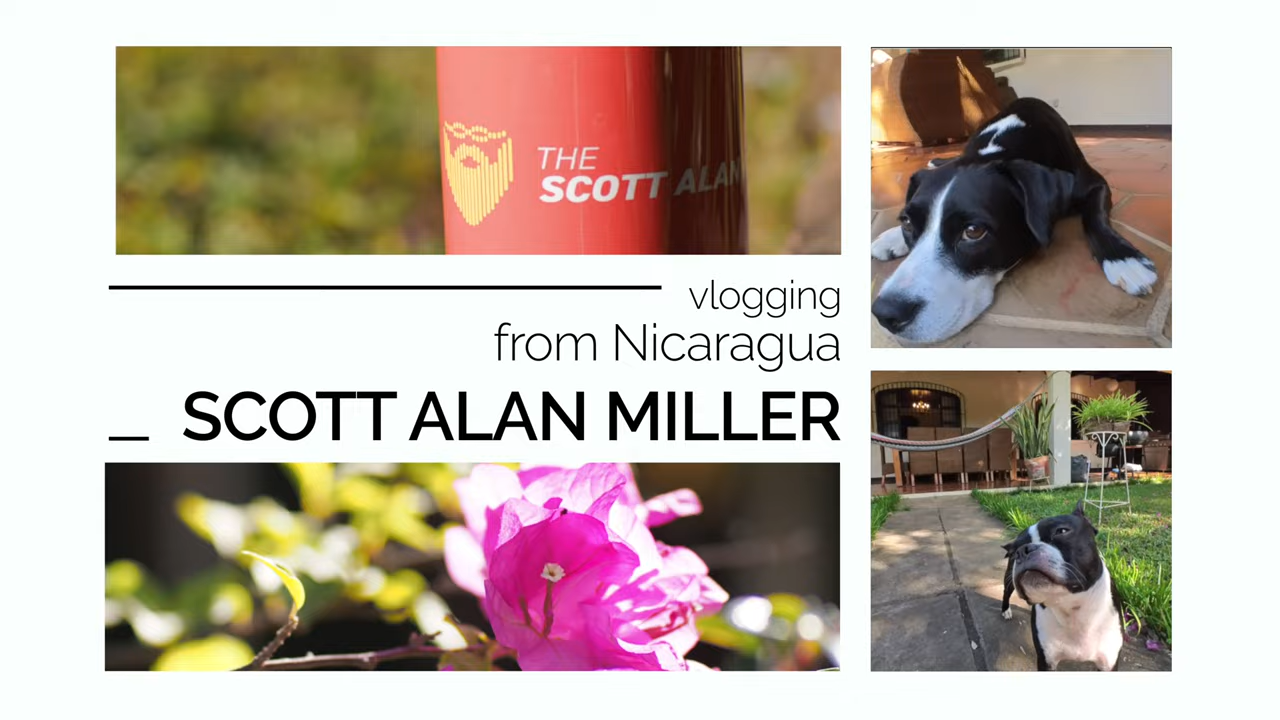 THE
SCOTT ALAN
vlogging
from Nicaragua
_ SCOTT ALAN MILLER